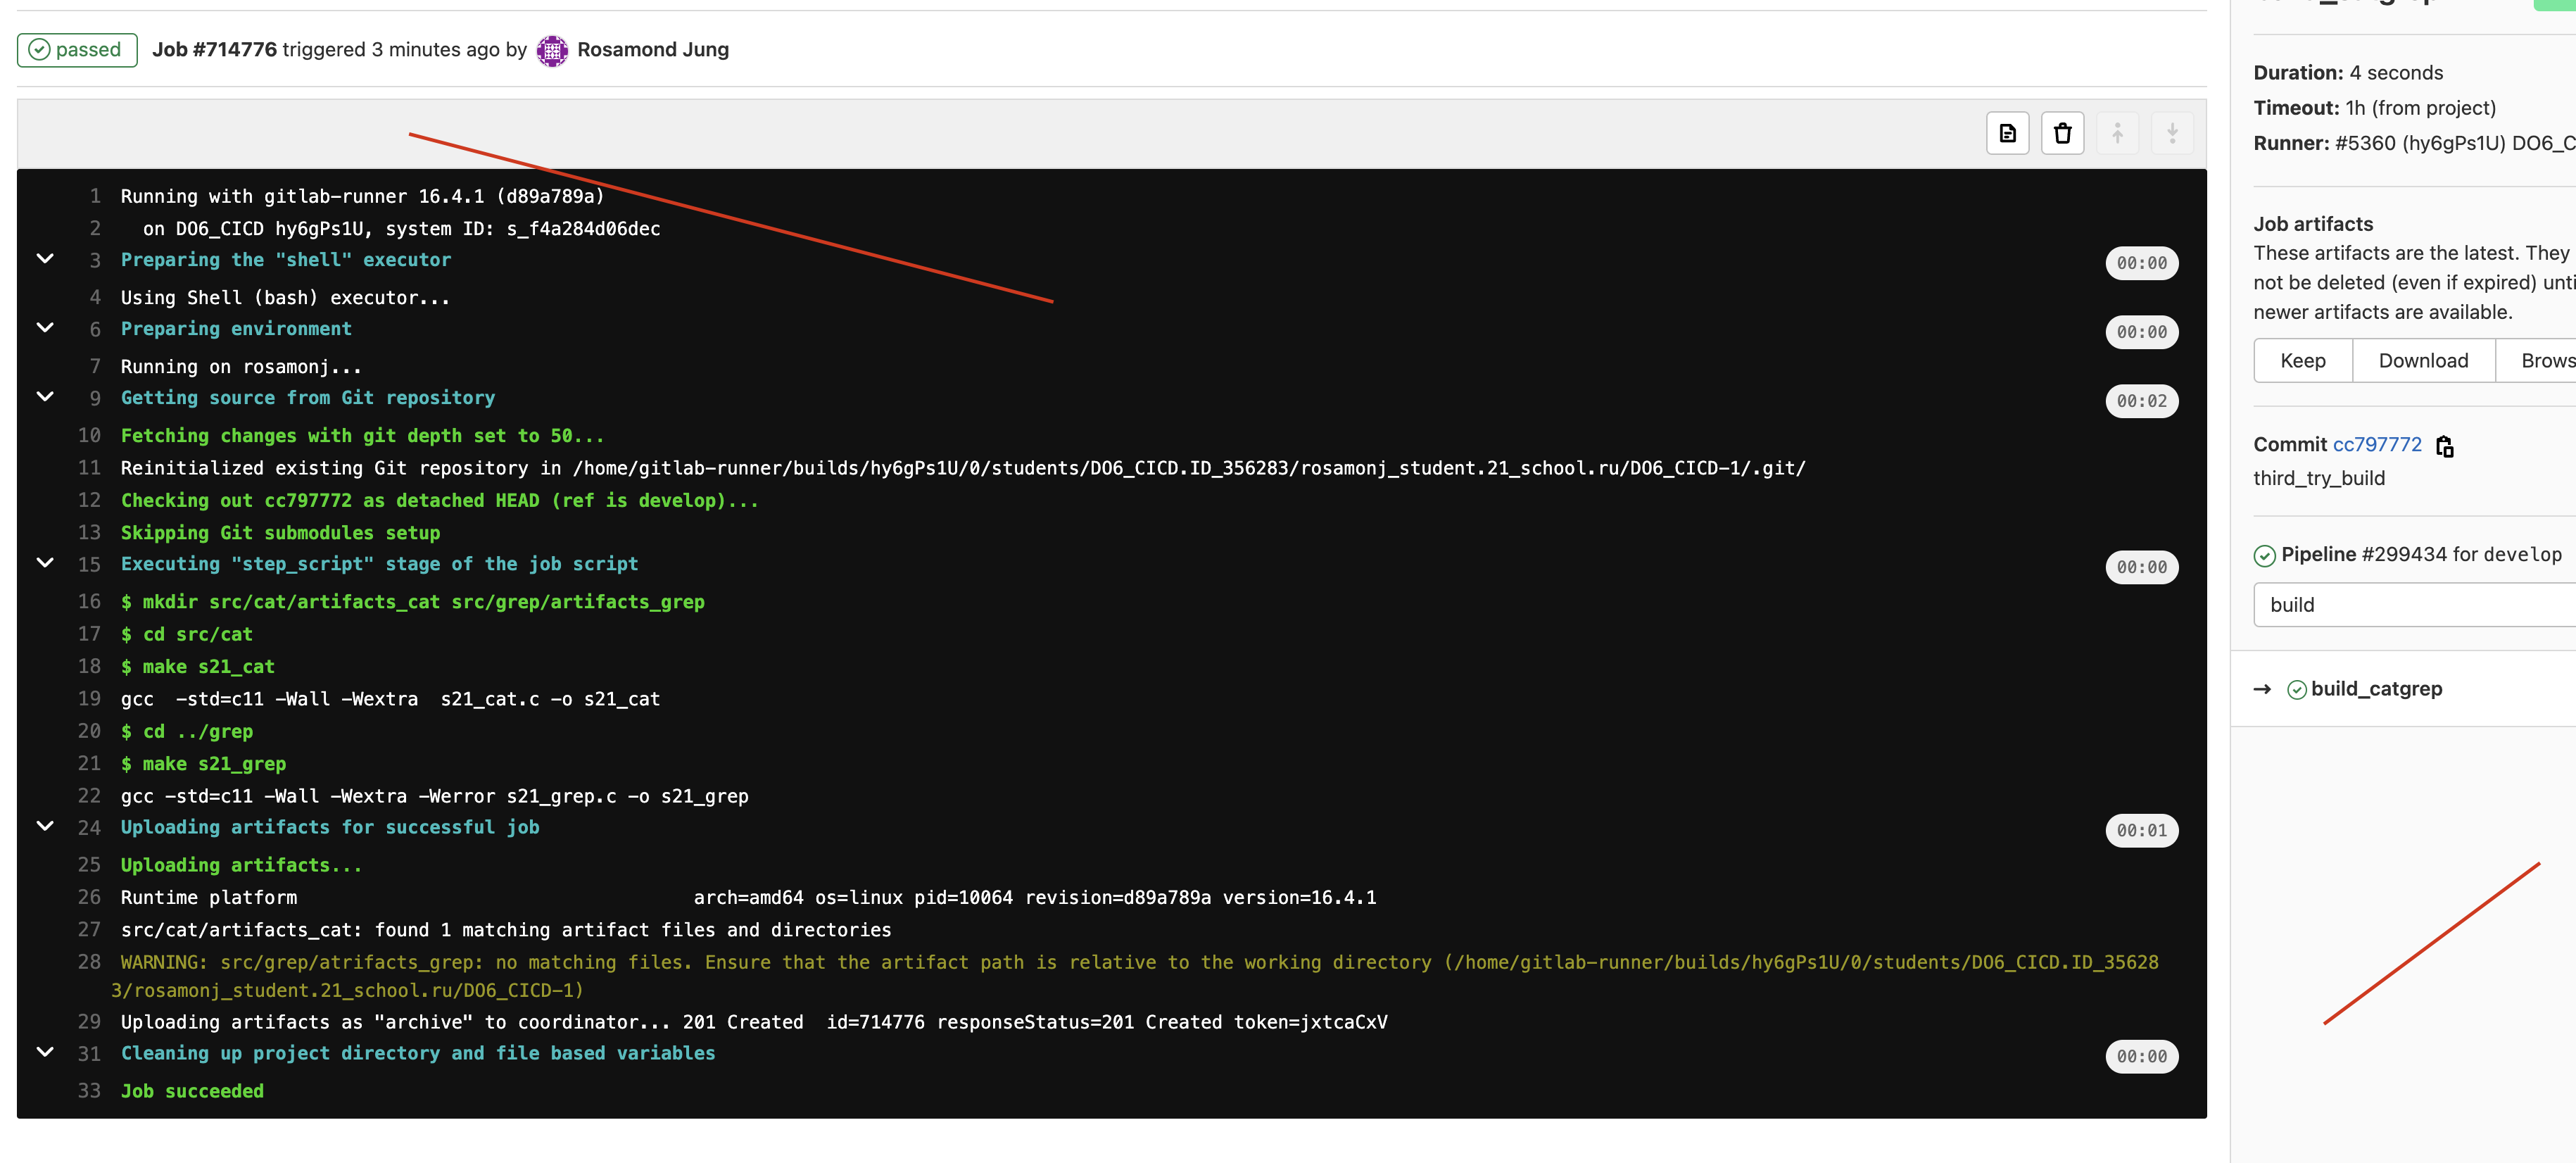 passed Job #714776 triggered 3 minutes ago by Rosamond Jung
1 Running with gitlab-runner 16.4.1 (d89a789a)
2 on DO6_CICD hy6gPs1U, system ID: s_f4a284d06dec
3 Preparing the "shell" executor 00:00
4 Using Shell (bash) executor...
6 Preparing environment 00:00
7 Running on rosamonj...
9 Getting source from Git repository 00:02
10 Fetching changes with git depth set to 50...
11 Reinitialized existing Git repository in /home/gitlab-runner/builds/hy6gPs1U/0/students/DO6_CICD.ID_356283/rosamonj_student.21_school.ru/DO6_CICD-1/.git/
12 Checking out cc797772 as detached HEAD (ref is develop)...
13 Skipping Git submodules setup
15 Executing "step_script" stage of the job script 00:00
16 $ mkdir src/cat/artifacts_cat src/grep/artifacts_grep
17 $ cd src/cat
18 $ make s21_cat
19 gcc  -std=c11 -Wall -Wextra  s21_cat.c -o s21_cat
20 $ cd ../grep
21 $ make s21_grep
22 gcc -std=c11 -Wall -Wextra -Werror s21_grep.c -o s21_grep
24 Uploading artifacts for successful job 00:01
25 Uploading artifacts...
26 Runtime platform arch=amd64 os=linux pid=10064 revision=d89a789a version=16.4.1
27 src/cat/artifacts_cat: found 1 matching artifact files and directories
28 WARNING: src/grep/atrifacts_grep: no matching files. Ensure that the artifact path is relative to the working directory (/home/gitlab-runner/builds/hy6gPs1U/0/students/DO6_CICD.ID_35628
3/rosamonj_student.21_school.ru/DO6_CICD-1)
29 Uploading artifacts as "archive" to coordinator... 201 Created  id=714776 responseStatus=201 Created token=jxtcaCxV
31 Cleaning up project directory and file based variables 00:00
33 Job succeeded
Duration: 4 seconds
Timeout: 1h (from project)
Runner: #5360 (hy6gPs1U) DO6_C
Job artifacts
These artifacts are the latest. They
not be deleted (even if expired) unti
newer artifacts are available.
Keep Download Brows
Commit cc797772
third_try_build
Pipeline #299434 for develop
build
→ build_catgrep